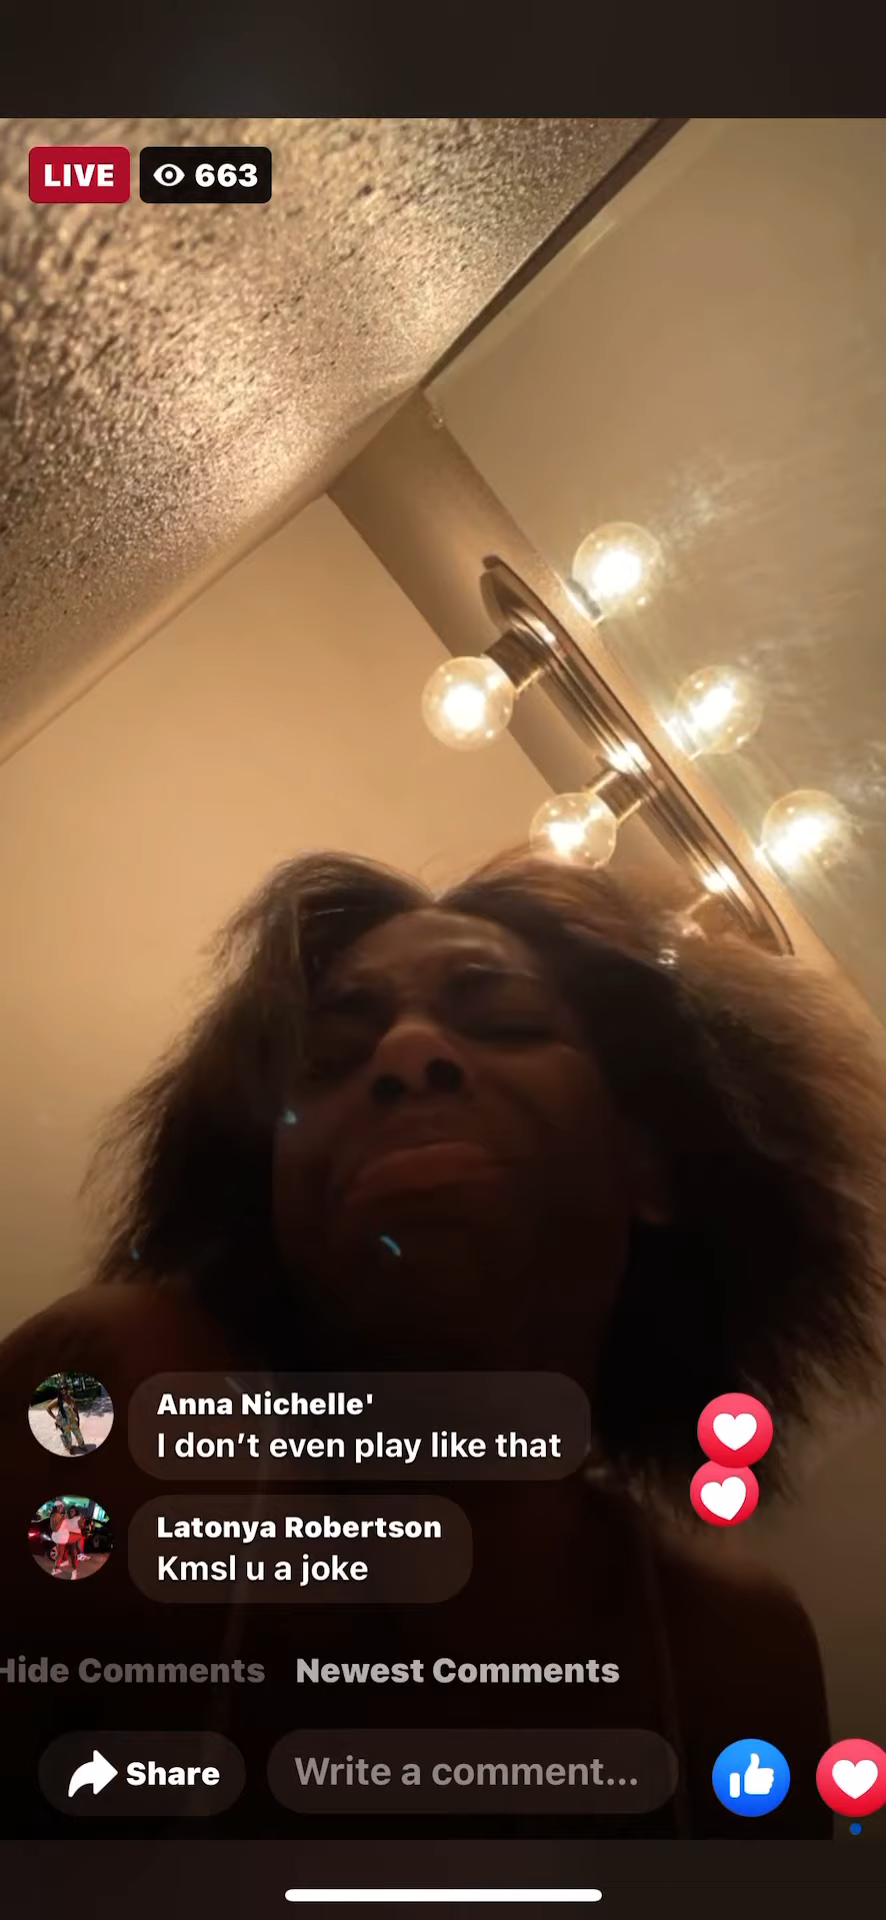 LIVE 663
Anna Nichelle'
I don't even play like that
Latonya Robertson
Kmsl u a joke
Hide Comments Newest Comments
Share Write a comment...